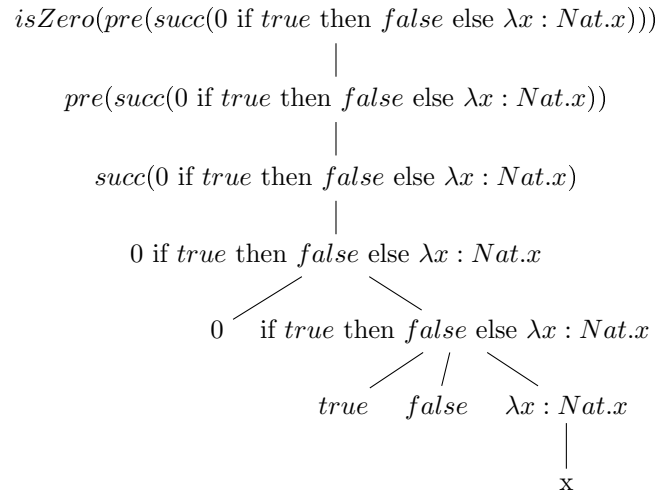 isZero(pre(succ(0 if true then false else λx : Nat.x)))
pre(succ(0 if true then false else λx : Nat.x))
succ(0 if true then false else λx : Nat.x)
0 if true then false else λx : Nat.x
0 if true then false else λx : Nat.x
true false λx : Nat.x
x